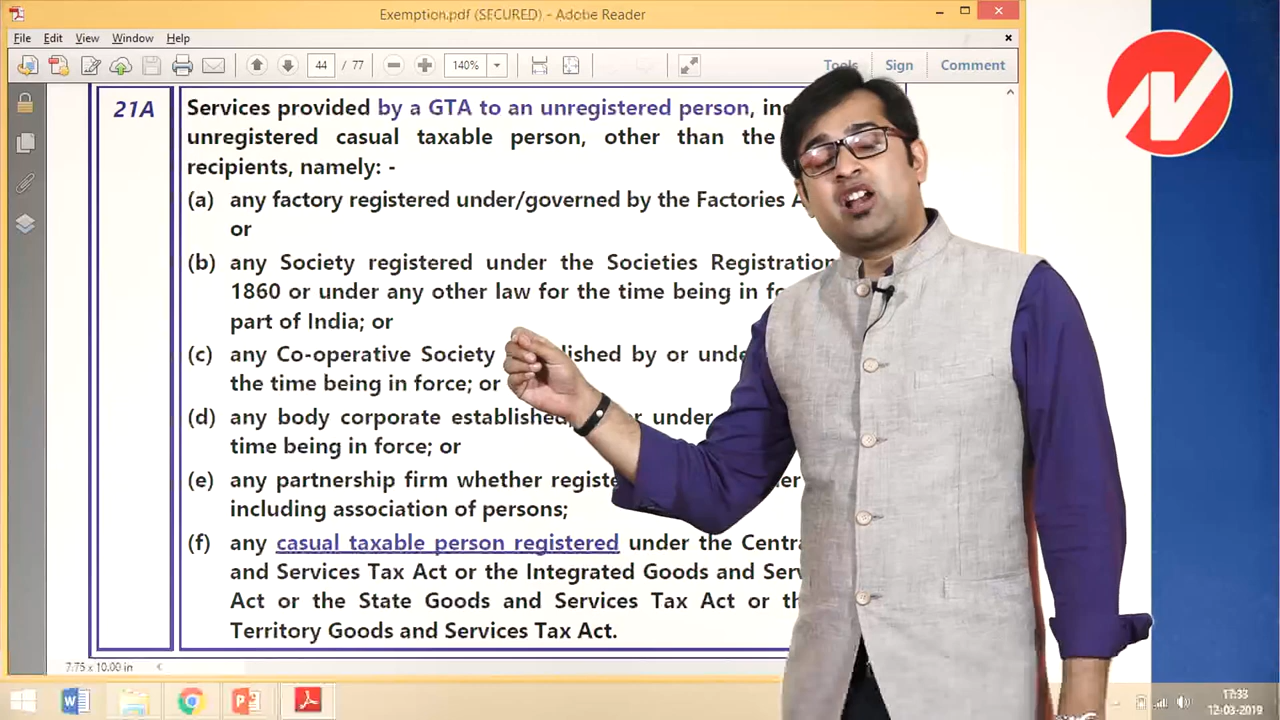 Exemption.pdf (SECURED) - Adobe Reader
File Edit View Window Help
44 / 77 140% Tools Sign Comment
21A Services provided by a GTA to an unregistered person,
unregistered casual taxable person, other than the
recipients, namely: -
(a) any factory registered under/governed by the Factories
or
(b) any Society registered under the Societies Registration
1860 or under any other law for the time being in
part of India; or
(c) any Co-operative Society by or
the time being in force; or
(d) any body corporate established, under
time being in force; or
(e) any partnership firm whether
including association of persons;
(f) any casual taxable person registered under the
and Services Tax Act or the Integrated Goods and
Act or the State Goods and Services Tax Act or
Territory Goods and Services Tax Act.
7.75 x 10.00 in
17:33
12-03-2019